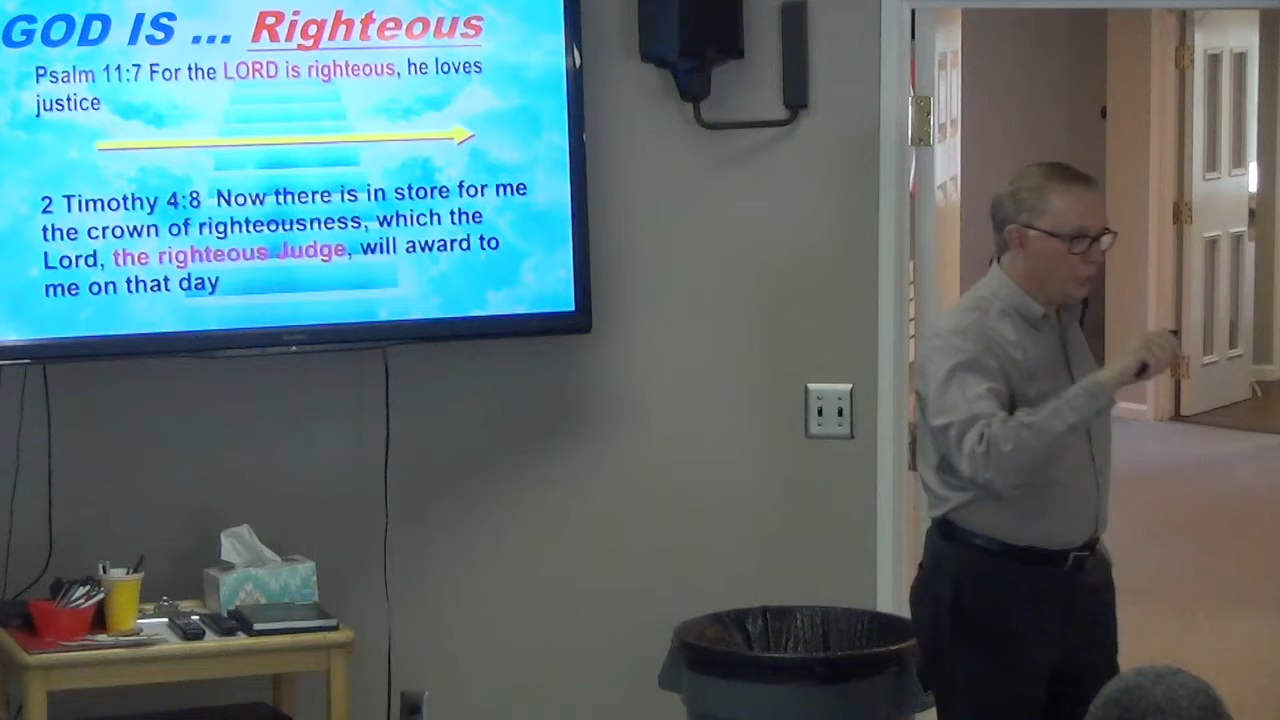 GOD IS ... Righteous
Psalm 11:7 For the LORD is righteous, he loves
justice
2 Timothy 4:8 Now there is in store for me
the crown of righteousness, which the
Lord, the righteous Judge, will award to
me on that day